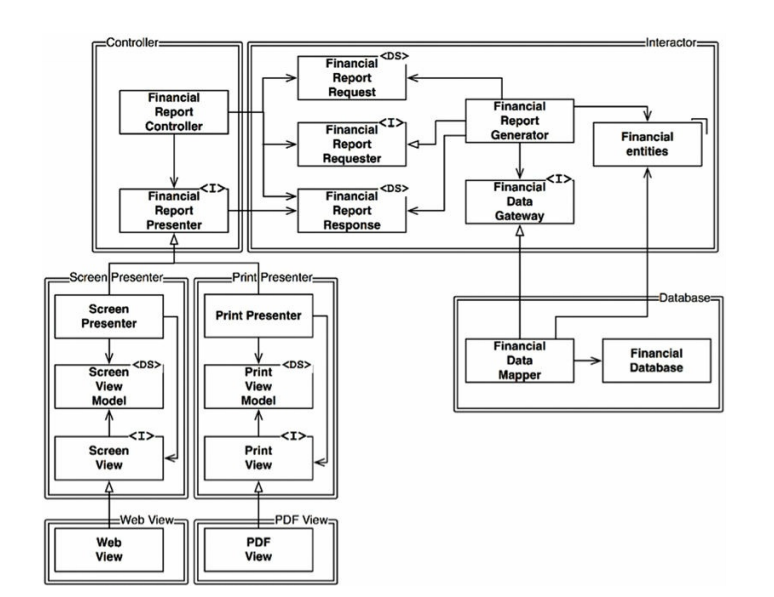 Controller
Interactor
Financial
Report
Controller
<I>
Financial
Report
Presenter
<DS>
Financial
Report
Request
<I>
Financial
Report
Requester
<DS>
Financial
Report
Response
Financial
Report
Generator
<I>
Financial
Data
Gateway
Financial
entities
Screen Presenter
Screen
Presenter
<DS>
Screen
View
Model
<I>
Screen
View
Print Presenter
Print Presenter
<DS>
Print
View
Model
<I>
Print
View
Database
Financial
Data
Mapper
Financial
Database
Web View
Web
View
PDF View
PDF
View